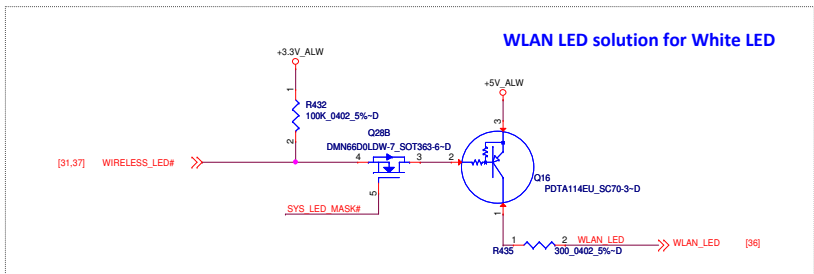 WLAN LED solution for White LED
+3.3V_ALW
+5V_ALW
1
R432
100K_0402_5%~D
2
3
Q28B
DMN66D0LDW-7_SOT363-6~D
[31,37] WIRELESS_LED#
4
3
2
5
Q16
PDTA114EU_SC70-3~D
SYS_LED_MASK#
1
R435
1
2
WLAN_LED
300_0402_5%~D
WLAN_LED [36]